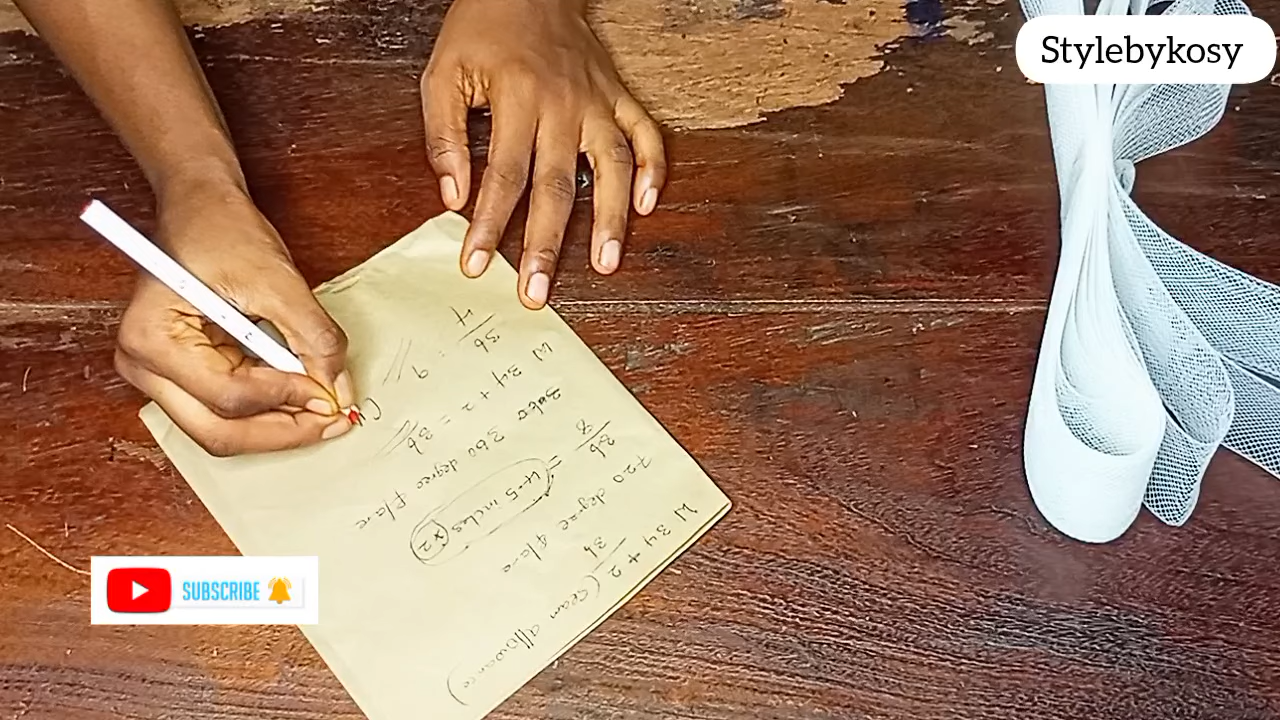 Stylebykosy
W 34 + 2 (seam allowance)
36
720 degree flare
36
8 = 4.5 inches x2
360 degree flare
W 34 + 2 = 36
36
4 = 9
SUBSCRIBE